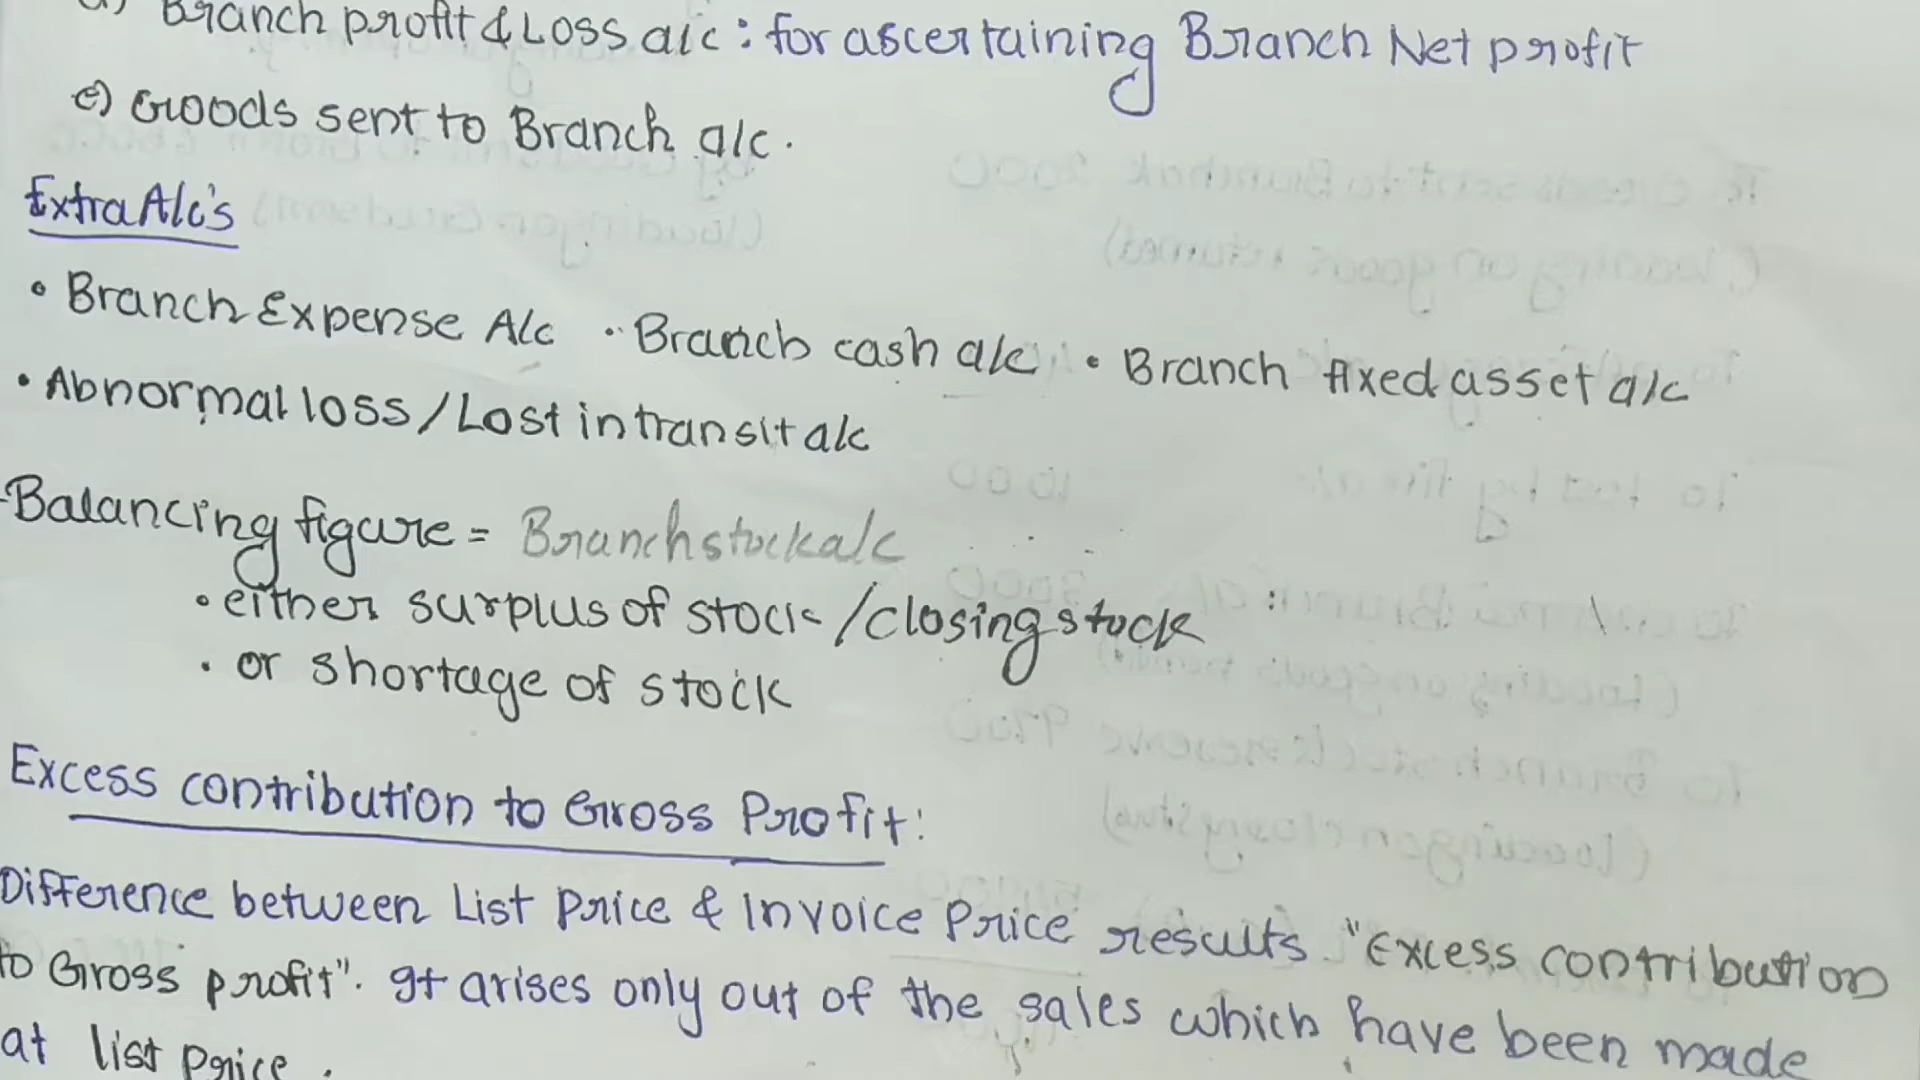 d) Branch profit & Loss a/c : for ascertaining Branch Net profit
e) Goods sent to Branch a/c.
Extra A/c's
• Branch Expense A/c • Branch cash a/c • Branch fixed asset a/c
• Abnormal loss/Lost in transit a/c
-Balancing figure = Branch stock a/c
• either surplus of stock /closing stock
• or shortage of stock
Excess contribution to Gross Profit:
Difference between List Price & Invoice Price results "Excess contribution
to Gross profit". It arises only out of the sales which have been made
at list price.